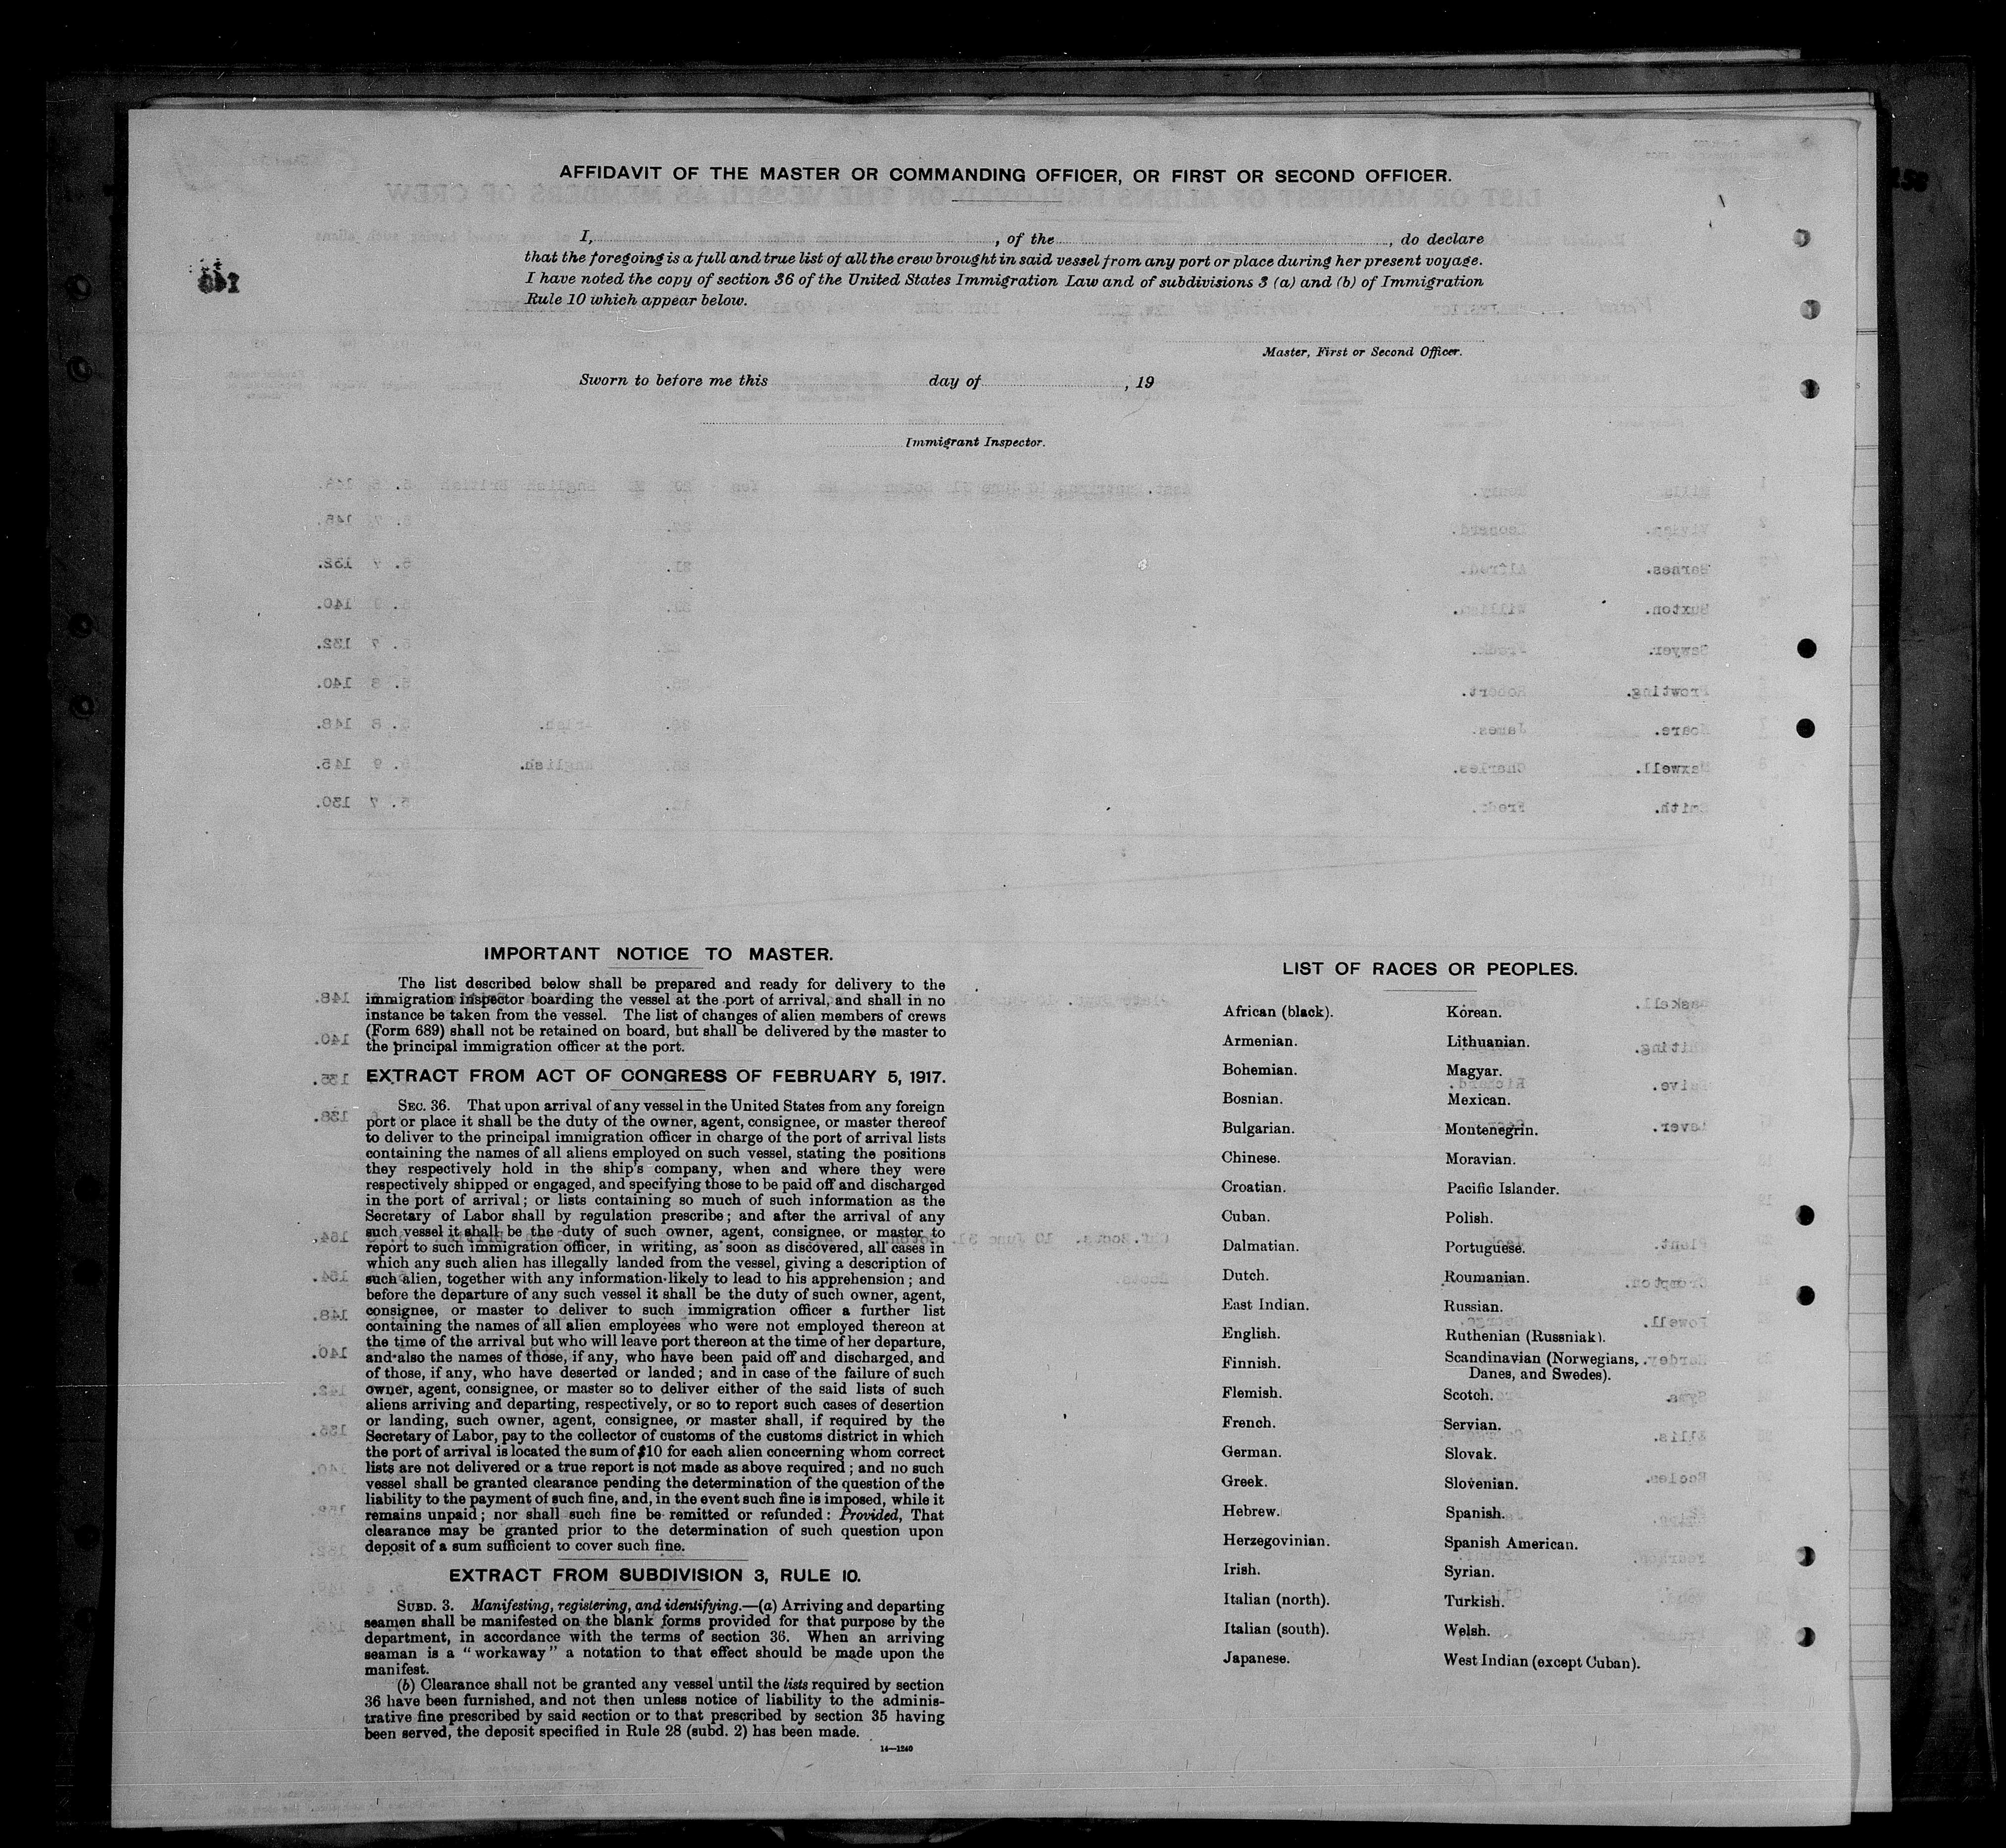 AFFIDAVIT OF THE MASTER OR COMMANDING OFFICER, OR FIRST OR SECOND OFFICER.
I, , of the , do declare
that the foregoing is a full and true list of all the crew brought in said vessel from any port or place during her present voyage.
I have noted the copy of section 36 of the United States Immigration Law and of subdivisions 3 (a) and (b) of Immigration
Rule 10 which appear below.
Master, First or Second Officer.
Sworn to before me this day of , 19
Immigrant Inspector.
IMPORTANT NOTICE TO MASTER.
The list described below shall be prepared and ready for delivery to the
immigration inspector boarding the vessel at the port of arrival, and shall in no
instance be taken from the vessel. The list of changes of alien members of crews
(Form 689) shall not be retained on board, but shall be delivered by the master to
the principal immigration officer at the port.
EXTRACT FROM ACT OF CONGRESS OF FEBRUARY 5, 1917.
SEC. 36. That upon arrival of any vessel in the United States from any foreign
port or place it shall be the duty of the owner, agent, consignee, or master thereof
to deliver to the principal immigration officer in charge of the port of arrival lists
containing the names of all aliens employed on such vessel, stating the positions
they respectively hold in the ship's company, when and where they were
respectively shipped or engaged, and specifying those to be paid off and discharged
in the port of arrival; or lists containing so much of such information as the
Secretary of Labor shall by regulation prescribe; and after the arrival of any
such vessel it shall be the duty of such owner, agent, consignee, or master to
report to such immigration officer, in writing, as soon as discovered, all cases in
which any such alien has illegally landed from the vessel, giving a description of
such alien, together with any information likely to lead to his apprehension; and
before the departure of any such vessel it shall be the duty of such owner, agent,
consignee, or master to deliver to such immigration officer a further list
containing the names of all alien employees who were not employed thereon at
the time of the arrival but who will leave port thereon at the time of her departure,
and also the names of those, if any, who have been paid off and discharged, and
of those, if any, who have deserted or landed; and in case of the failure of such
owner, agent, consignee, or master so to deliver either of the said lists of such
aliens arriving and departing, respectively, or so to report such cases of desertion
or landing, such owner, agent, consignee, or master shall, if required by the
Secretary of Labor, pay to the collector of customs of the customs district in which
the port of arrival is located the sum of $10 for each alien concerning whom correct
lists are not delivered or a true report is not made as above required; and no such
vessel shall be granted clearance pending the determination of the question of the
liability to the payment of such fine, and, in the event such fine is imposed, while it
remains unpaid; nor shall such fine be remitted or refunded: Provided, That
clearance may be granted prior to the determination of such question upon
deposit of a sum sufficient to cover such fine.
EXTRACT FROM SUBDIVISION 3, RULE 10.
SUBD. 3. Manifesting, registering, and identifying.—(a) Arriving and departing
seamen shall be manifested on the blank forms provided for that purpose by the
department, in accordance with the terms of section 36. When an arriving
seaman is a "workaway" a notation to that effect should be made upon the
manifest.
(b) Clearance shall not be granted any vessel until the lists required by section
36 have been furnished, and not then unless notice of liability to the adminis-
trative fine prescribed by said section or to that prescribed by section 35 having
been served, the deposit specified in Rule 28 (subd. 2) has been made.
14—1240
LIST OF RACES OR PEOPLES.
African (black).
Armenian.
Bohemian.
Bosnian.
Bulgarian.
Chinese.
Croatian.
Cuban.
Dalmatian.
Dutch.
East Indian.
English.
Finnish.
Flemish.
French.
German.
Greek.
Hebrew.
Herzegovinian.
Irish.
Italian (north).
Italian (south).
Japanese.
Korean.
Lithuanian.
Magyar.
Mexican.
Montenegrin.
Moravian.
Pacific Islander.
Polish.
Portuguese.
Roumanian.
Russian.
Ruthenian (Russniak).
Scandinavian (Norwegians,
Danes, and Swedes).
Scotch.
Servian.
Slovak.
Slovenian.
Spanish.
Spanish American.
Syrian.
Turkish.
Welsh.
West Indian (except Cuban).